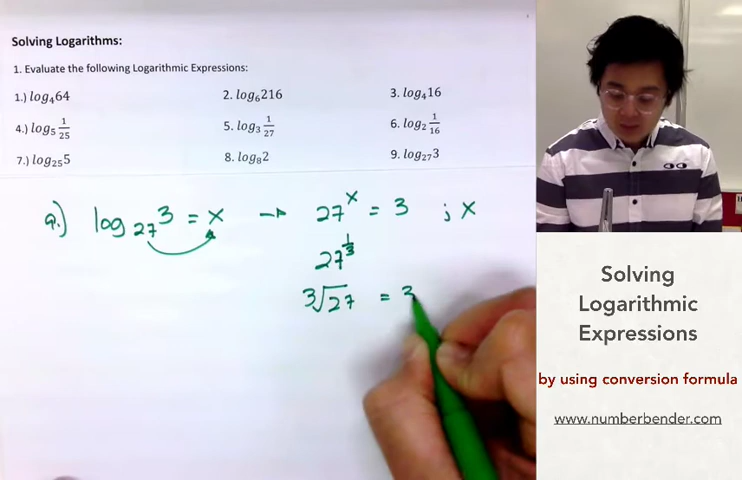 Solving Logarithms:
1. Evaluate the following Logarithmic Expressions:
1.) log₄64 2. log₆216 3. log₄16
4.) log₅ 1/25 5. log₃ 1/27 6. log₂ 1/16
7.) log₂₅5 8. log₈2 9. log₂₇3
9.) log₂₇3 = x → 27ˣ = 3 ; x
27^(1/3)
³√27 = 3
Solving
Logarithmic
Expressions
by using conversion formula
www.numberbender.com